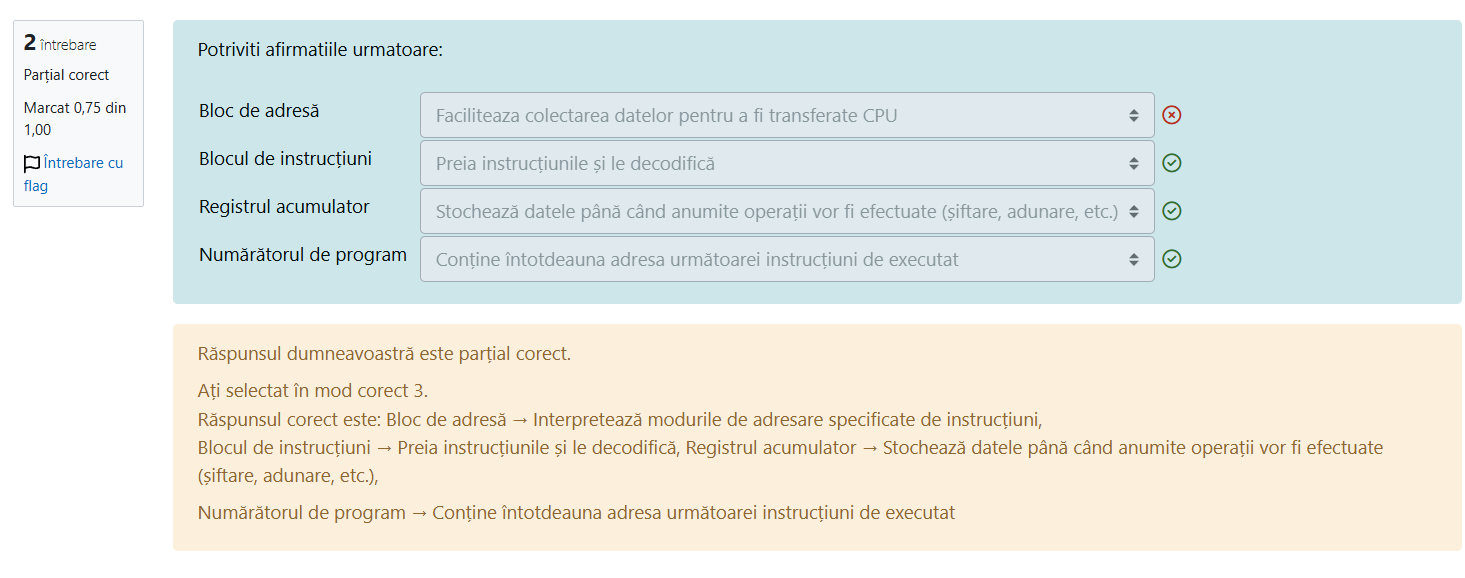 2 întrebare
Parțial corect
Marcat 0,75 din
1,00
Întrebare cu
flag
Potriviti afirmatiile urmatoare:
Bloc de adresă
Faciliteaza colectarea datelor pentru a fi transferate CPU
Blocul de instrucțiuni
Preia instrucțiunile și le decodifică
Registrul acumulator
Stochează datele până când anumite operații vor fi efectuate (șiftare, adunare, etc.)
Numărătorul de program
Conține întotdeauna adresa următoarei instrucțiuni de executat
Răspunsul dumneavoastră este parțial corect.
Ați selectat în mod corect 3.
Răspunsul corect este: Bloc de adresă → Interpretează modurile de adresare specificate de instrucțiuni,
Blocul de instrucțiuni → Preia instrucțiunile și le decodifică, Registrul acumulator → Stochează datele până când anumite operații vor fi efectuate
(șiftare, adunare, etc.),
Numărătorul de program → Conține întotdeauna adresa următoarei instrucțiuni de executat